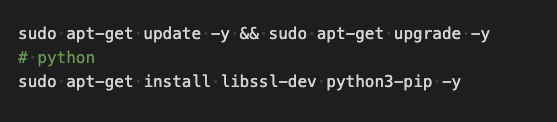 sudo apt-get update -y && sudo apt-get upgrade -y
# python
sudo apt-get install libssl-dev python3-pip -y